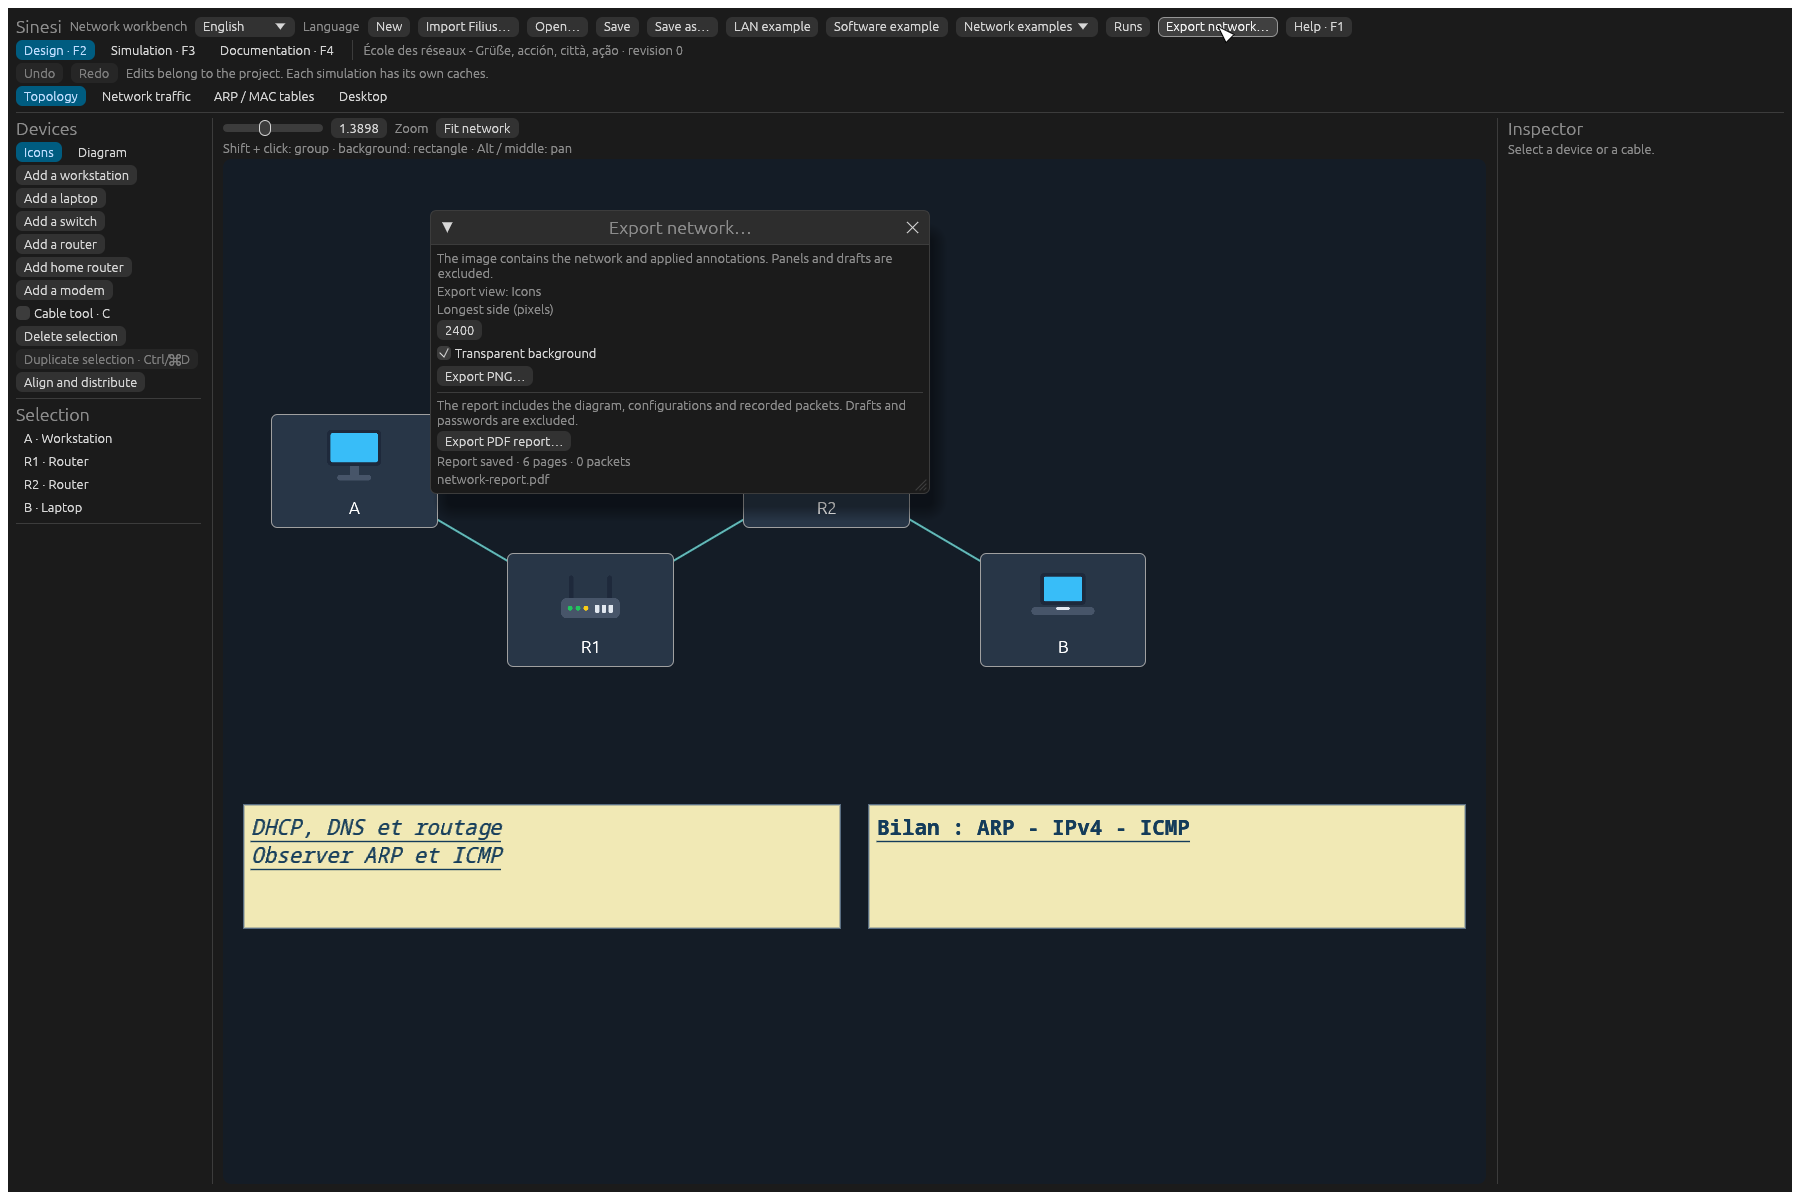 Sinesi Network workbench English Language New Import Filius... Open... Save Save as... LAN example Software example Network examples Runs Export network... Help · F1
Design · F2 Simulation · F3 Documentation · F4 École des réseaux - Grüße, acción, città, ação · revision 0
Undo Redo Edits belong to the project. Each simulation has its own caches.
Topology Network traffic ARP / MAC tables Desktop
Devices
Icons Diagram
Add a workstation
Add a laptop
Add a switch
Add a router
Add home router
Add a modem
Cable tool · C
Delete selection
Duplicate selection · Ctrl/⌘D
Align and distribute
Selection
A · Workstation
R1 · Router
R2 · Router
B · Laptop
1.3898 Zoom Fit network
Shift + click: group · background: rectangle · Alt / middle: pan
Export network...
The image contains the network and applied annotations. Panels and drafts are
excluded.
Export view: Icons
Longest side (pixels)
2400
Transparent background
Export PNG...
The report includes the diagram, configurations and recorded packets. Drafts and
passwords are excluded.
Export PDF report...
Report saved · 6 pages · 0 packets
network-report.pdf
A
R2
R1
B
DHCP, DNS et routage
Observer ARP et ICMP
Bilan : ARP - IPv4 - ICMP
Inspector
Select a device or a cable.